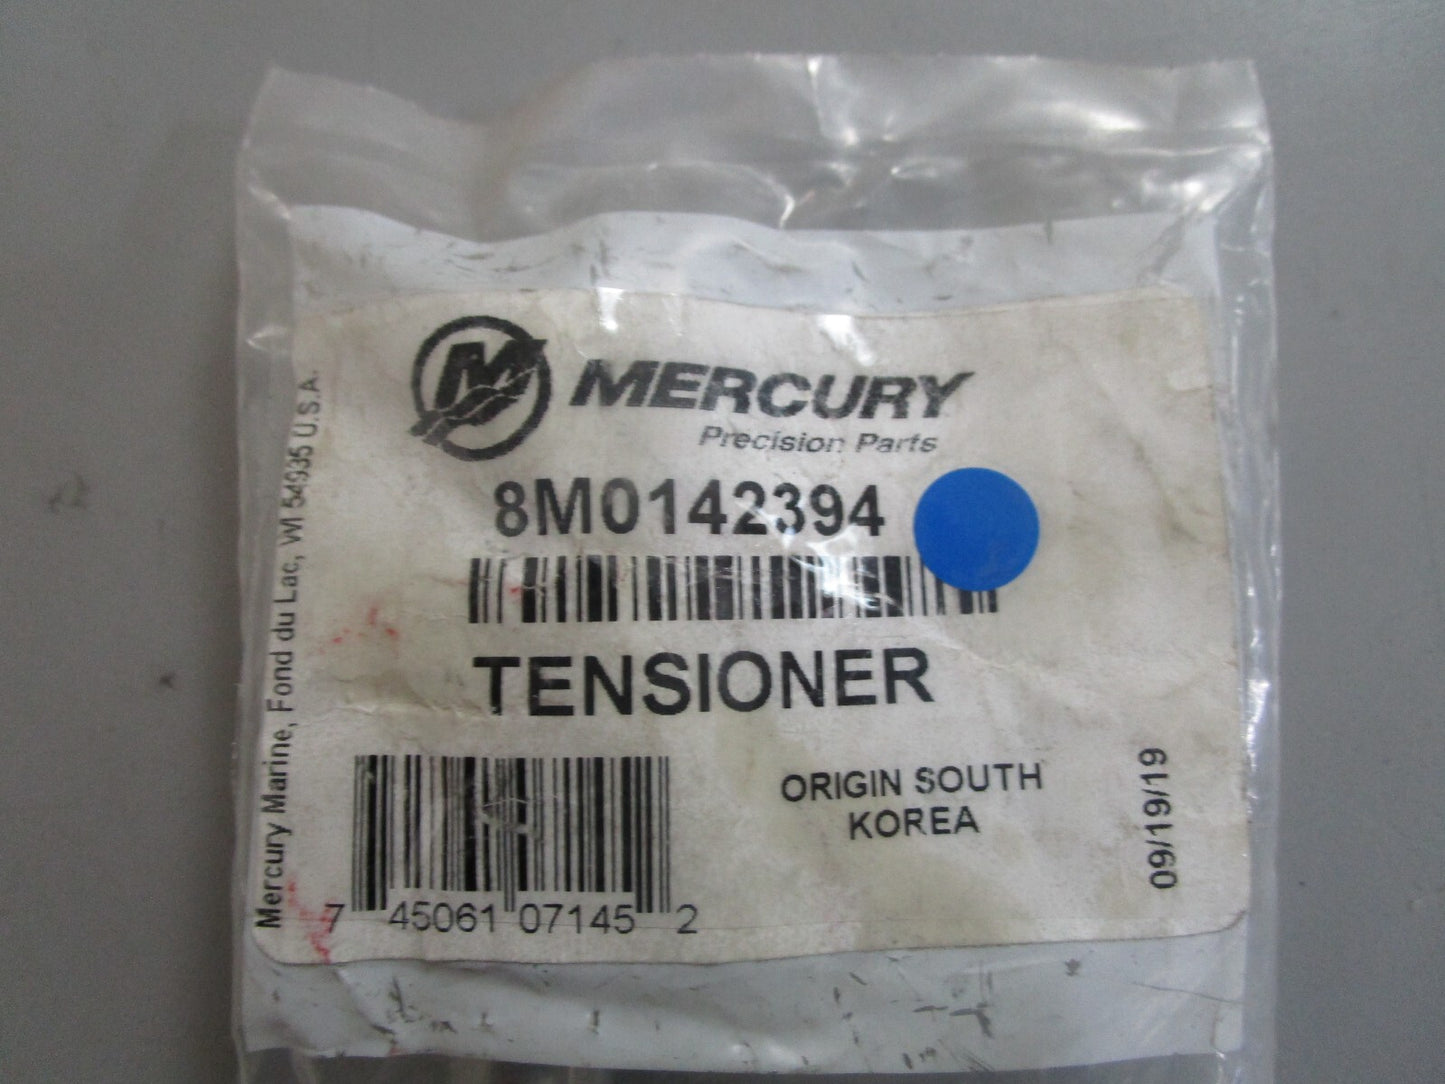 M MERCURY
Precision Parts
8M0142394
TENSIONER
ORIGIN SOUTH
KOREA
09/19/19
7 45061 07145 2
Mercury Marine, Fond du Lac, WI 54935 U.S.A.